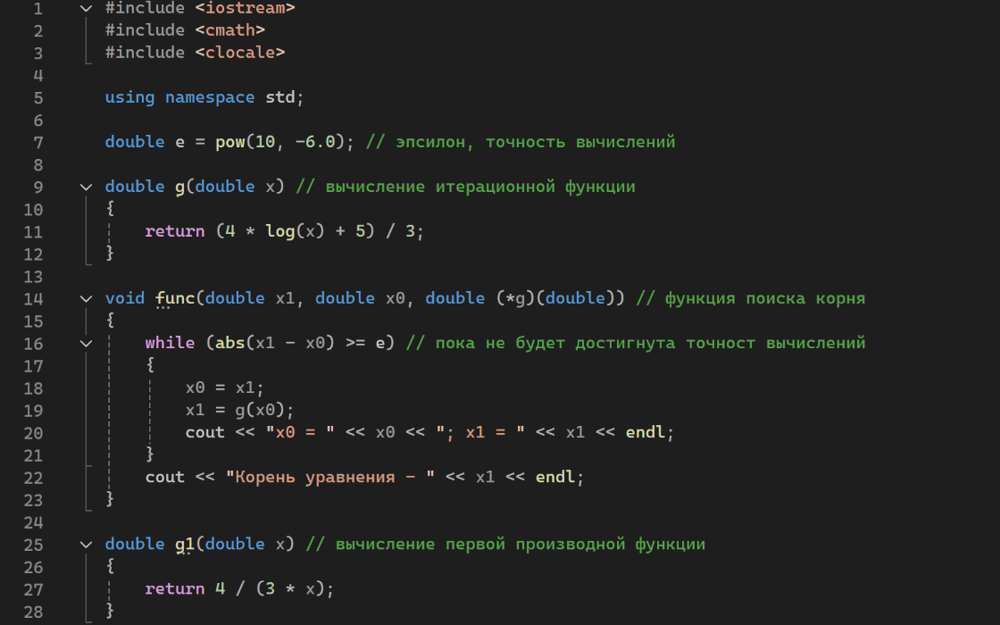 1 #include <iostream>
2 #include <cmath>
3 #include <clocale>
4
5 using namespace std;
6
7 double e = pow(10, -6.0); // эпсилон, точность вычислений
8
9 double g(double x) // вычисление итерационной функции
10 {
11 return (4 * log(x) + 5) / 3;
12 }
13
14 void func(double x1, double x0, double (*g)(double)) // функция поиска корня
15 {
16 while (abs(x1 - x0) >= e) // пока не будет достигнута точност вычислений
17 {
18 x0 = x1;
19 x1 = g(x0);
20 cout << "x0 = " << x0 << "; x1 = " << x1 << endl;
21 }
22 cout << "Корень уравнения - " << x1 << endl;
23 }
24
25 double g1(double x) // вычисление первой производной функции
26 {
27 return 4 / (3 * x);
28 }